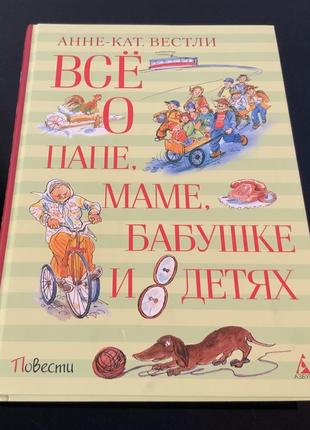 АННЕ-КАТ. ВЕСТЛИ
ВСЁ
О
ПАПЕ,
МАМЕ,
БАБУШКЕ
И 8 ДЕТЯХ
Повести